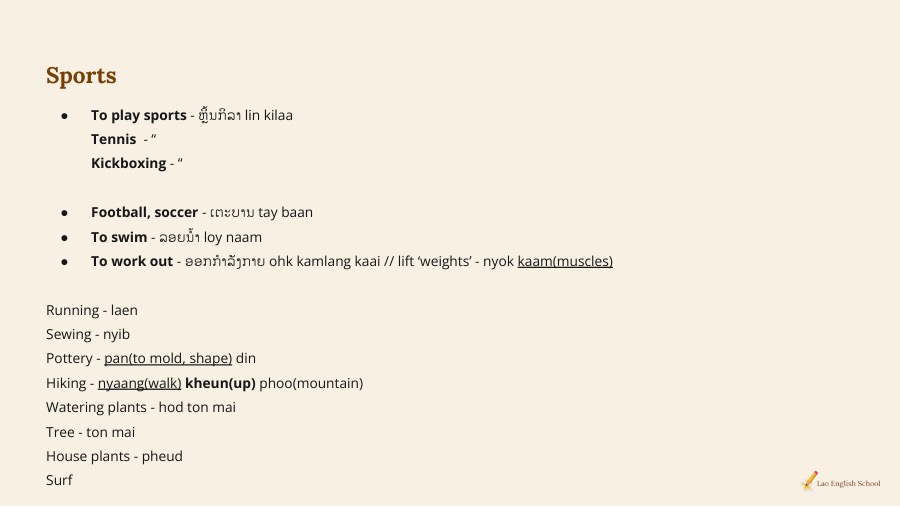 Sports
● To play sports - ຫຼິ້ນກິລາ lin kilaa
Tennis - “
Kickboxing - “
● Football, soccer - ເຕະບານ tay baan
● To swim - ລອຍນ້ຳ loy naam
● To work out - ອອກກຳລັງກາຍ ohk kamlang kaai // lift ‘weights’ - nyok kaam(muscles)
Running - laen
Sewing - nyib
Pottery - pan(to mold, shape) din
Hiking - nyaang(walk) kheun(up) phoo(mountain)
Watering plants - hod ton mai
Tree - ton mai
House plants - pheud
Surf
Lao English School